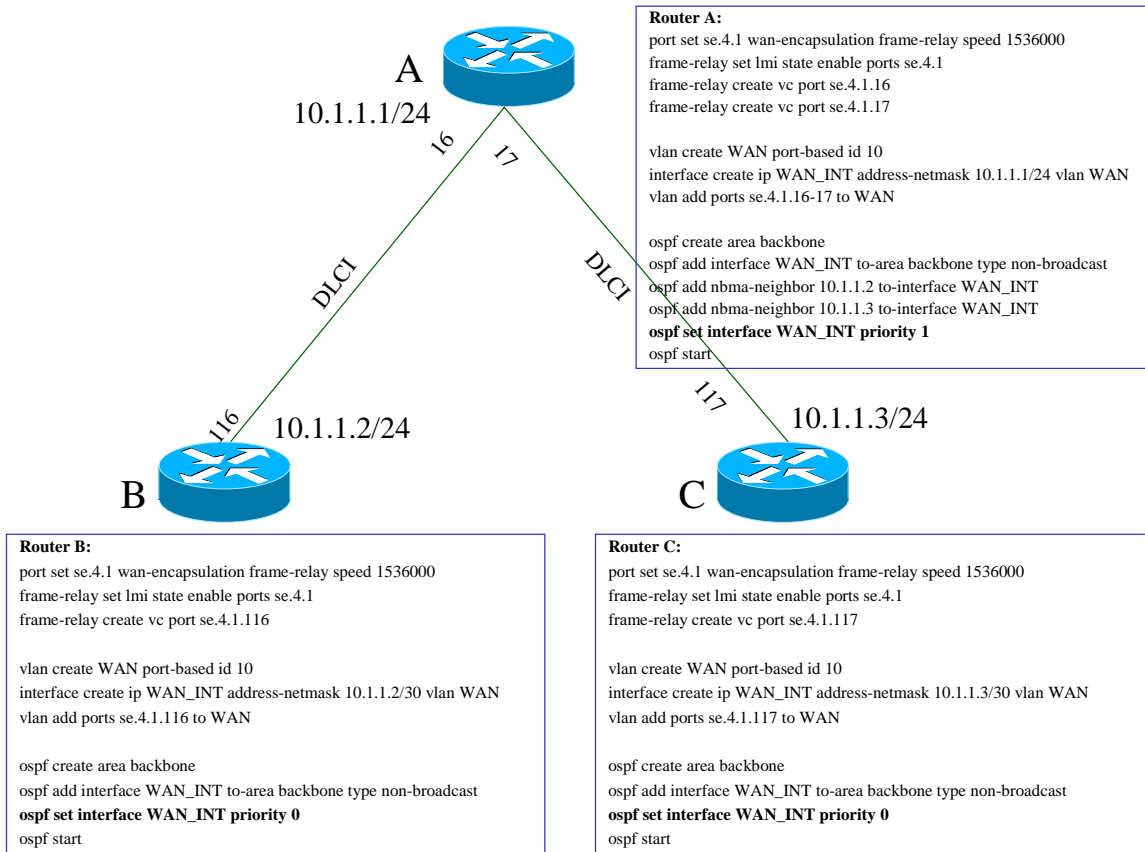 Router A:
port set se.4.1 wan-encapsulation frame-relay speed 1536000
frame-relay set lmi state enable ports se.4.1
frame-relay create vc port se.4.1.16
frame-relay create vc port se.4.1.17
vlan create WAN port-based id 10
interface create ip WAN_INT address-netmask 10.1.1.1/24 vlan WAN
vlan add ports se.4.1.16-17 to WAN
ospf create area backbone
ospf add interface WAN_INT to-area backbone type non-broadcast
ospf add nbma-neighbor 10.1.1.2 to-interface WAN_INT
ospf add nbma-neighbor 10.1.1.3 to-interface WAN_INT
ospf set interface WAN_INT priority 1
ospf start
A
10.1.1.1/24
16
17
DLCI
DLCI
116
117
10.1.1.2/24
10.1.1.3/24
B
C
Router B:
port set se.4.1 wan-encapsulation frame-relay speed 1536000
frame-relay set lmi state enable ports se.4.1
frame-relay create vc port se.4.1.116
vlan create WAN port-based id 10
interface create ip WAN_INT address-netmask 10.1.1.2/30 vlan WAN
vlan add ports se.4.1.116 to WAN
ospf create area backbone
ospf add interface WAN_INT to-area backbone type non-broadcast
ospf set interface WAN_INT priority 0
ospf start
Router C:
port set se.4.1 wan-encapsulation frame-relay speed 1536000
frame-relay set lmi state enable ports se.4.1
frame-relay create vc port se.4.1.117
vlan create WAN port-based id 10
interface create ip WAN_INT address-netmask 10.1.1.3/30 vlan WAN
vlan add ports se.4.1.117 to WAN
ospf create area backbone
ospf add interface WAN_INT to-area backbone type non-broadcast
ospf set interface WAN_INT priority 0
ospf start